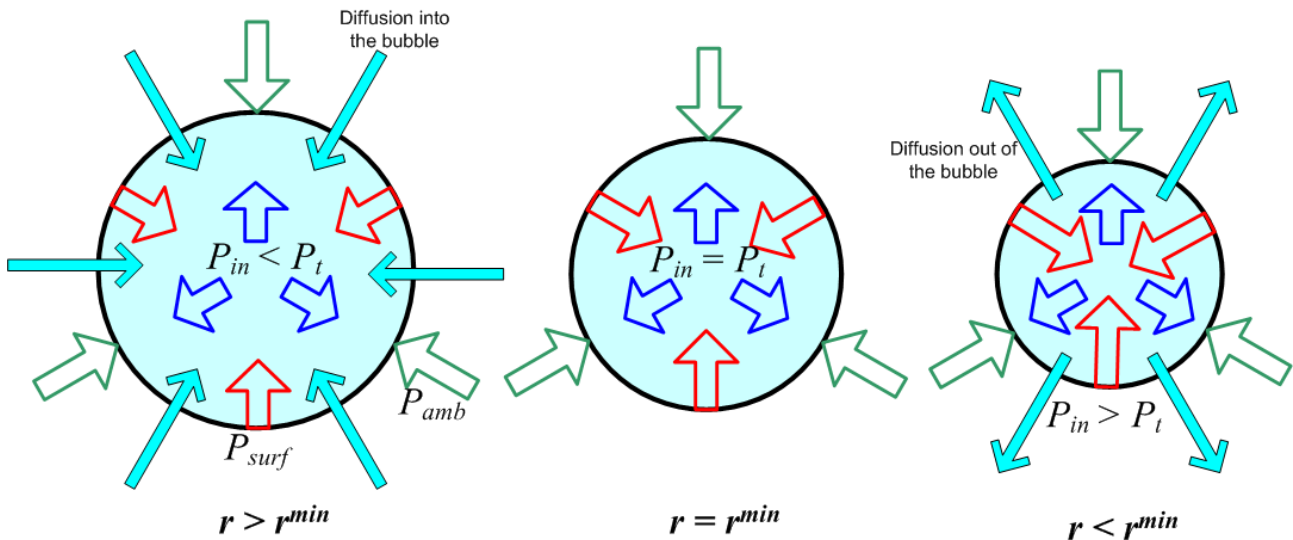 Diffusion into
the bubble
P_in < P_t
P_amb
P_surf
r > r^min
P_in = P_t
r = r^min
Diffusion out of
the bubble
P_in > P_t
r < r^min